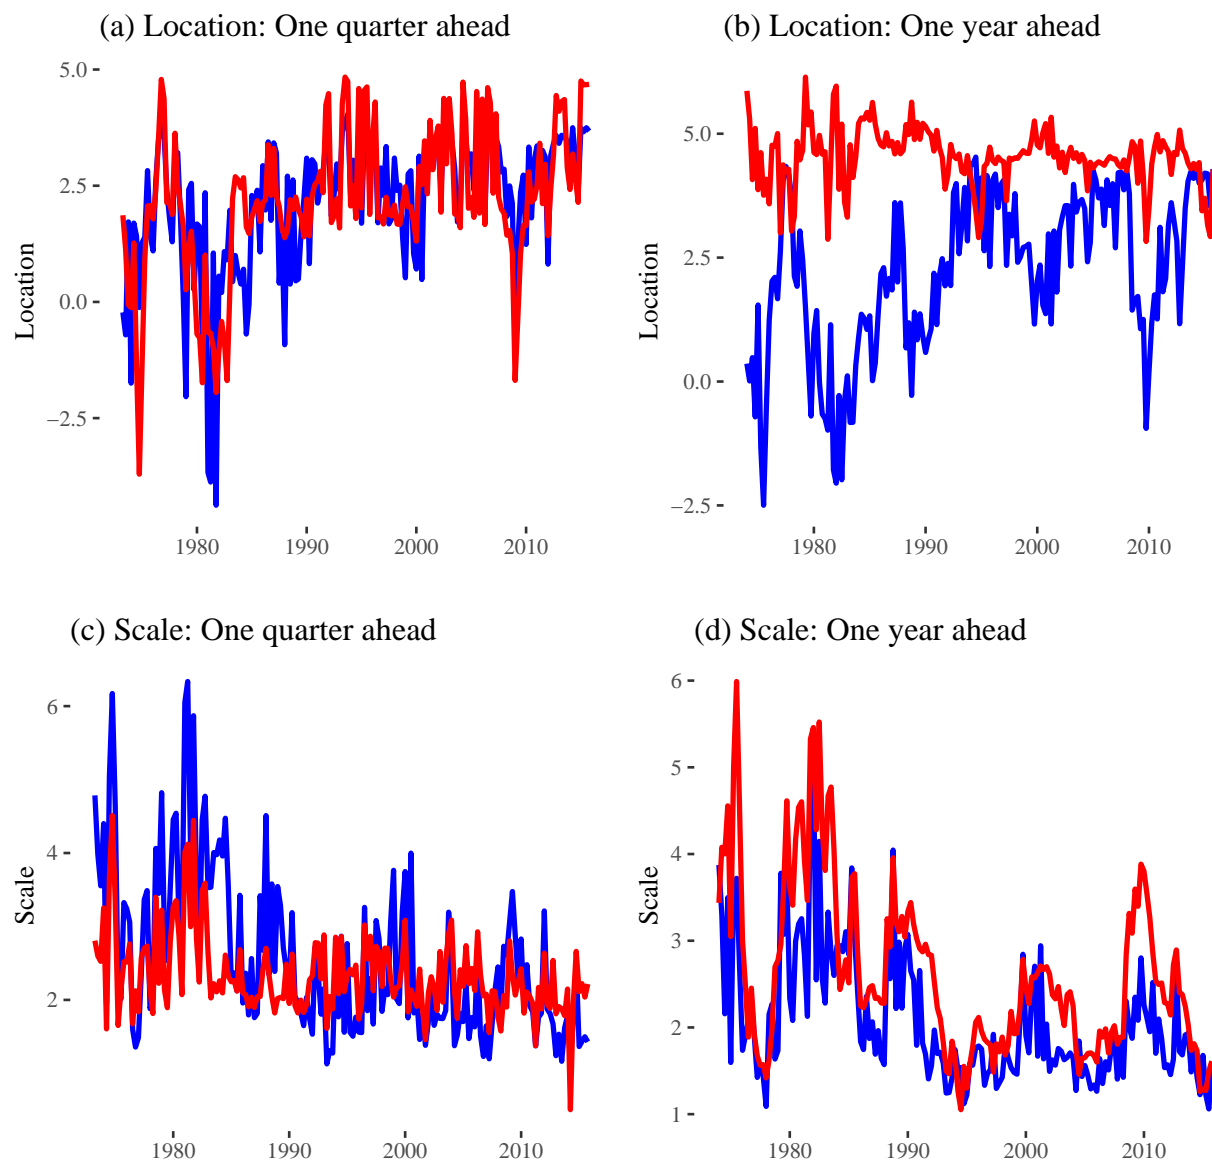 (a) Location: One quarter ahead
5.0
2.5
0.0
−2.5
Location
1980 1990 2000 2010
(b) Location: One year ahead
5.0
2.5
0.0
−2.5
Location
1980 1990 2000 2010
(c) Scale: One quarter ahead
6
4
2
Scale
1980 1990 2000 2010
(d) Scale: One year ahead
6
5
4
3
2
1
Scale
1980 1990 2000 2010